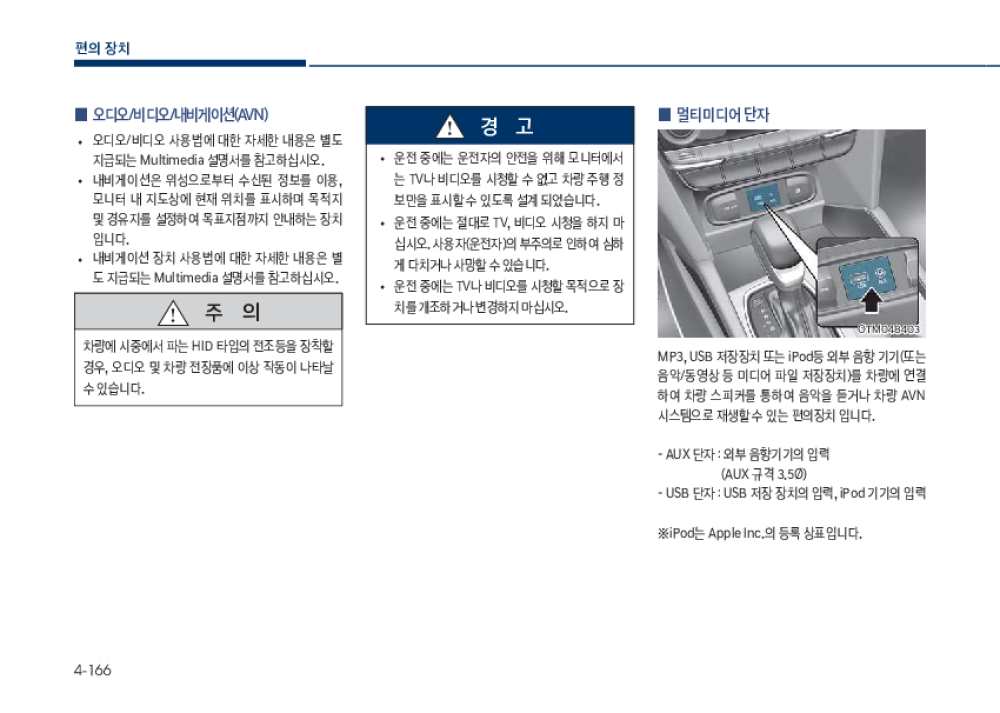 편의 장치
■ 오디오/비디오/내비게이션(AVN)
• 오디오/비디오 사용법에 대한 자세한 내용은 별도
지급되는 Multimedia 설명서를 참고하십시오.
• 내비게이션은 위성으로부터 수신된 정보를 이용,
모니터 내 지도상에 현재 위치를 표시하며 목적지
및 경유지를 설정하여 목표지점까지 안내하는 장치
입니다.
• 내비게이션 장치 사용법에 대한 자세한 내용은 별
도 지급되는 Multimedia 설명서를 참고하십시오.
주 의
차량에 시중에서 파는 HID 타입의 전조등을 장착할
경우, 오디오 및 차량 전장품에 이상 작동이 나타날
수 있습니다.
경 고
• 운전 중에는 운전자의 안전을 위해 모니터에서
는 TV나 비디오를 시청할 수 없고 차량 주행 정
보만을 표시할 수 있도록 설계 되었습니다.
• 운전 중에는 절대로 TV, 비디오 시청을 하지 마
십시오. 사용자(운전자)의 부주의로 인하여 심하
게 다치거나 사망할 수 있습니다.
• 운전 중에는 TV나 비디오를 시청할 목적으로 장
치를 개조하거나 변경하지 마십시오.
■ 멀티미디어 단자
OTM048403
MP3, USB 저장장치 또는 iPod등 외부 음향 기기(또는
음악/동영상 등 미디어 파일 저장장치)를 차량에 연결
하여 차량 스피커를 통하여 음악을 듣거나 차량 AVN
시스템으로 재생할 수 있는 편의장치 입니다.
- AUX 단자 : 외부 음향기기의 입력
(AUX 규격 3.5Ø)
- USB 단자 : USB 저장 장치의 입력, iPod 기기의 입력
※iPod는 Apple Inc.의 등록 상표입니다.
4-166